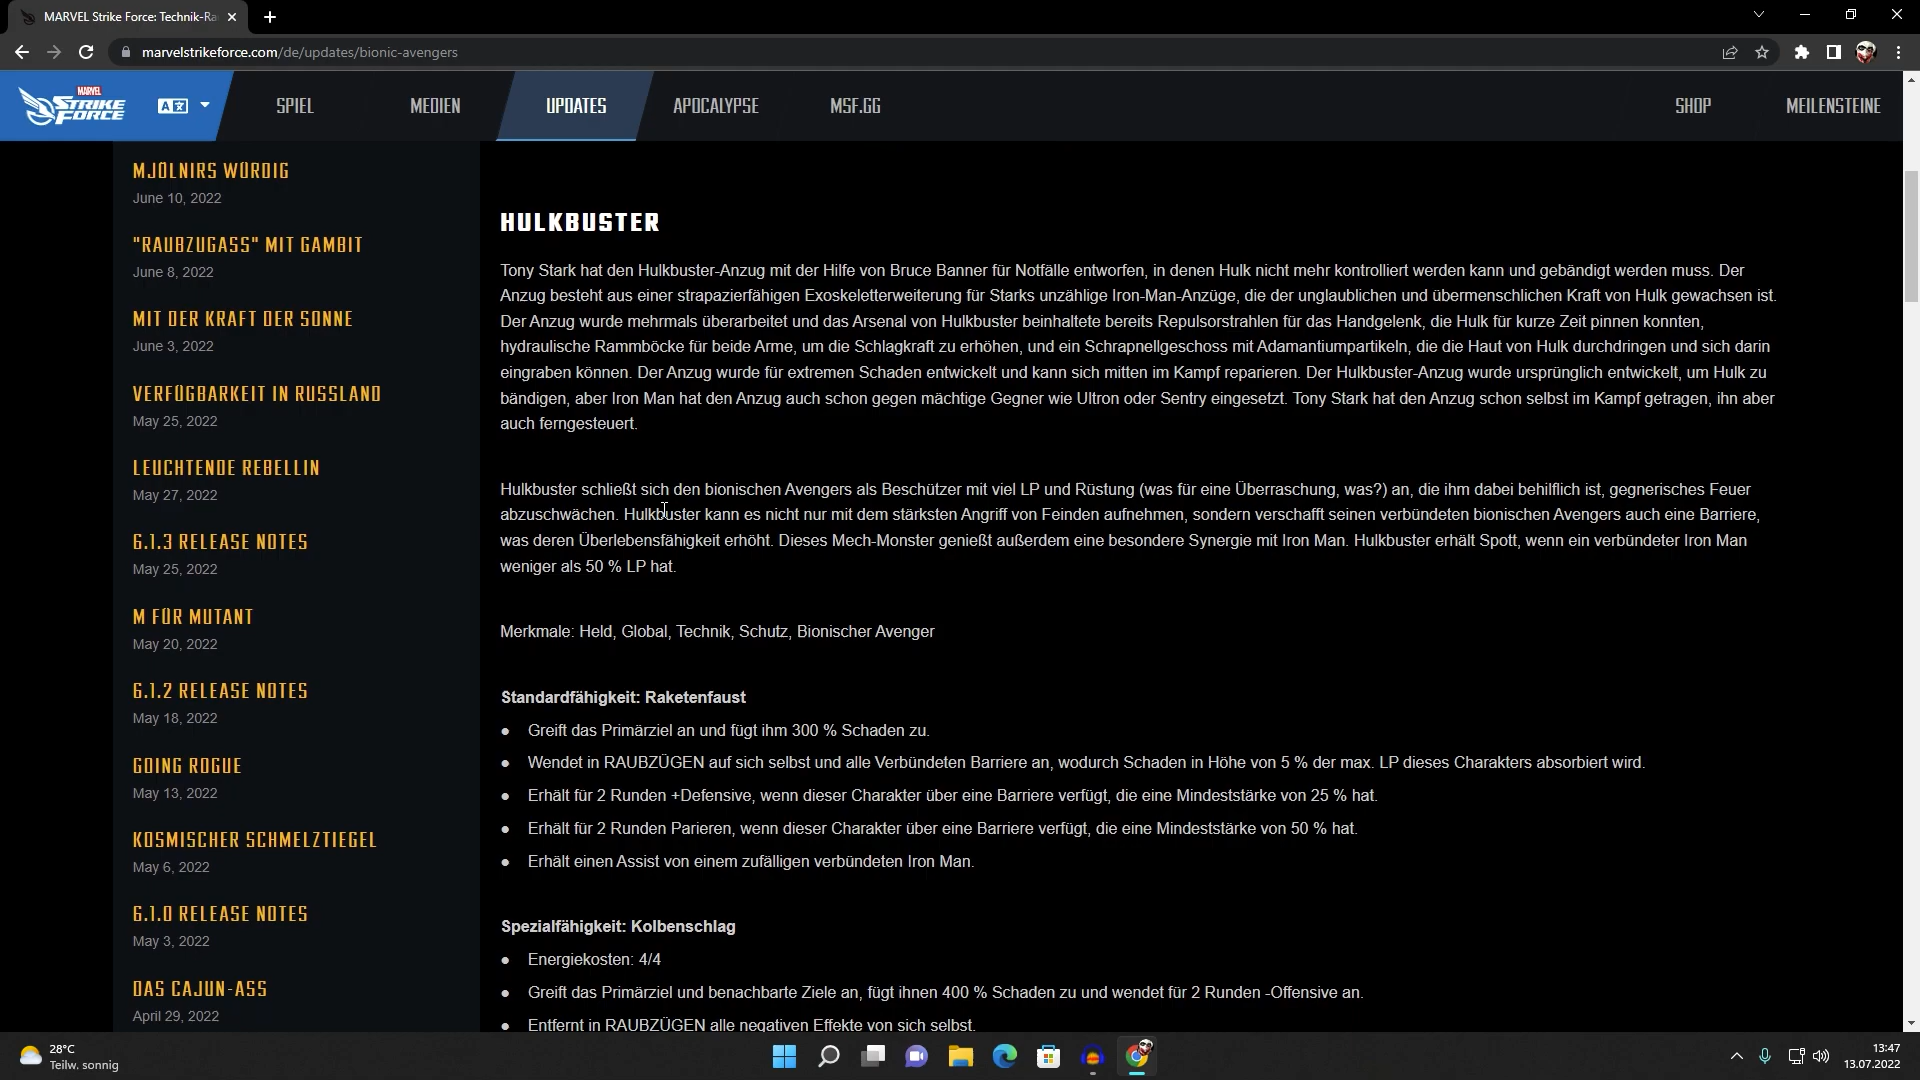 MARVEL Strike Force: Technik-Ra
marvelstrikeforce.com/de/updates/bionic-avengers
MARVEL
STRIKE
FORCE
SPIEL
MEDIEN
UPDATES
APOCALYPSE
MSF.GG
SHOP
MEILENSTEINE
MJÖLNIRS WÜRDIG
June 10, 2022
"RAUBZUGASS" MIT GAMBIT
June 8, 2022
MIT DER KRAFT DER SONNE
June 3, 2022
VERFÜGBARKEIT IN RUSSLAND
May 25, 2022
LEUCHTENDE REBELLIN
May 27, 2022
6.1.3 RELEASE NOTES
May 25, 2022
M FÜR MUTANT
May 20, 2022
6.1.2 RELEASE NOTES
May 18, 2022
GOING ROGUE
May 13, 2022
KOSMISCHER SCHMELZTIEGEL
May 6, 2022
6.1.0 RELEASE NOTES
May 3, 2022
DAS CAJUN-ASS
April 29, 2022
HULKBUSTER
Tony Stark hat den Hulkbuster-Anzug mit der Hilfe von Bruce Banner für Notfälle entworfen, in denen Hulk nicht mehr kontrolliert werden kann und gebändigt werden muss. Der
Anzug besteht aus einer strapazierfähigen Exoskeletterweiterung für Starks unzählige Iron-Man-Anzüge, die der unglaublichen und übermenschlichen Kraft von Hulk gewachsen ist.
Der Anzug wurde mehrmals überarbeitet und das Arsenal von Hulkbuster beinhaltete bereits Repulsorstrahlen für das Handgelenk, die Hulk für kurze Zeit pinnen konnten,
hydraulische Rammböcke für beide Arme, um die Schlagkraft zu erhöhen, und ein Schrapnellgeschoss mit Adamantiumpartikeln, die die Haut von Hulk durchdringen und sich darin
eingraben können. Der Anzug wurde für extremen Schaden entwickelt und kann sich mitten im Kampf reparieren. Der Hulkbuster-Anzug wurde ursprünglich entwickelt, um Hulk zu
bändigen, aber Iron Man hat den Anzug auch schon gegen mächtige Gegner wie Ultron oder Sentry eingesetzt. Tony Stark hat den Anzug schon selbst im Kampf getragen, ihn aber
auch ferngesteuert.
Hulkbuster schließt sich den bionischen Avengers als Beschützer mit viel LP und Rüstung (was für eine Überraschung, was?) an, die ihm dabei behilflich ist, gegnerisches Feuer
abzuschwächen. Hulkbuster kann es nicht nur mit dem stärksten Angriff von Feinden aufnehmen, sondern verschafft seinen verbündeten bionischen Avengers auch eine Barriere,
was deren Überlebensfähigkeit erhöht. Dieses Mech-Monster genießt außerdem eine besondere Synergie mit Iron Man. Hulkbuster erhält Spott, wenn ein verbündeter Iron Man
weniger als 50 % LP hat.
Merkmale: Held, Global, Technik, Schutz, Bionischer Avenger
Standardfähigkeit: Raketenfaust
● Greift das Primärziel an und fügt ihm 300 % Schaden zu.
● Wendet in RAUBZÜGEN auf sich selbst und alle Verbündeten Barriere an, wodurch Schaden in Höhe von 5 % der max. LP dieses Charakters absorbiert wird.
● Erhält für 2 Runden +Defensive, wenn dieser Charakter über eine Barriere verfügt, die eine Mindeststärke von 25 % hat.
● Erhält für 2 Runden Parieren, wenn dieser Charakter über eine Barriere verfügt, die eine Mindeststärke von 50 % hat.
● Erhält einen Assist von einem zufälligen verbündeten Iron Man.
Spezialfähigkeit: Kolbenschlag
● Energiekosten: 4/4
● Greift das Primärziel und benachbarte Ziele an, fügt ihnen 400 % Schaden zu und wendet für 2 Runden -Offensive an.
● Entfernt in RAUBZÜGEN alle negativen Effekte von sich selbst.
28°C
Teilw. sonnig
13:47
13.07.2022